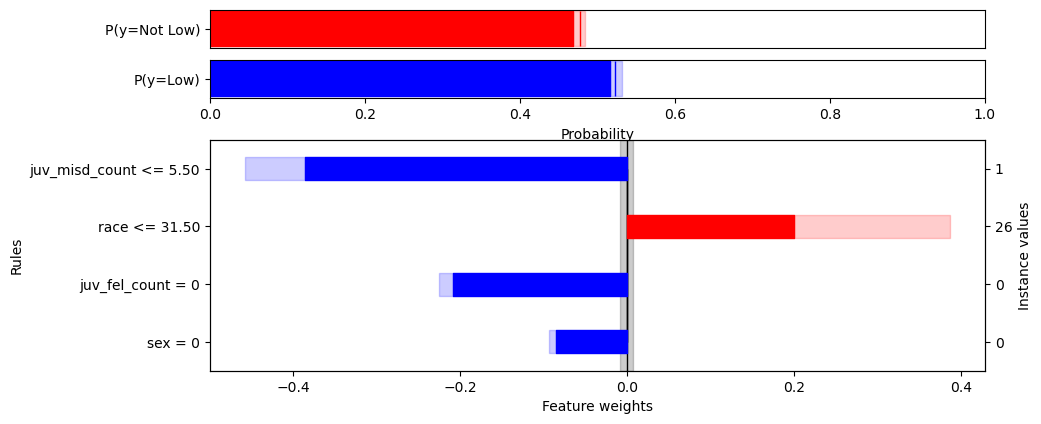 P(y=Not Low)
P(y=Low)
0.0 0.2 0.4 0.6 0.8 1.0
Probability
juv_misd_count <= 5.50 1
race <= 31.50 26
juv_fel_count = 0 0
sex = 0 0
Rules
Instance values
−0.4 −0.2 0.0 0.2 0.4
Feature weights